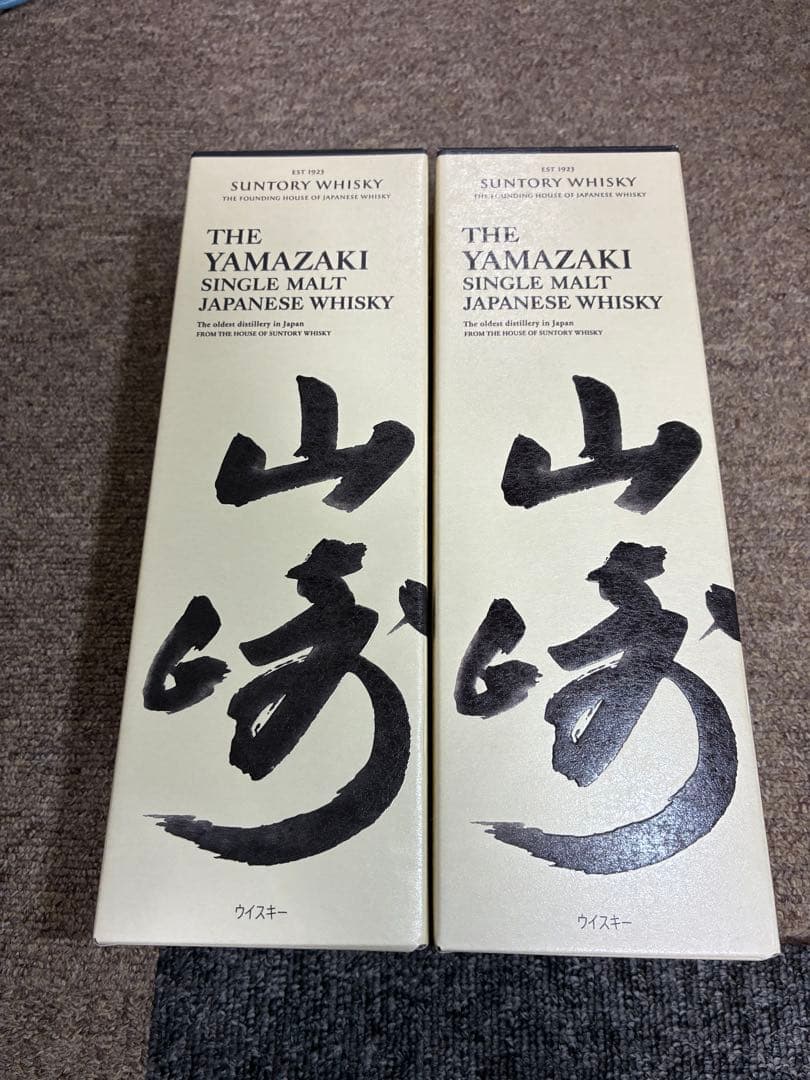 EST 1923
SUNTORY WHISKY
THE FOUNDING HOUSE OF JAPANESE WHISKY
THE
YAMAZAKI
SINGLE MALT
JAPANESE WHISKY
The oldest distillery in Japan
FROM THE HOUSE OF SUNTORY WHISKY
山
崎
ウイスキー
EST 1923
SUNTORY WHISKY
THE FOUNDING HOUSE OF JAPANESE WHISKY
THE
YAMAZAKI
SINGLE MALT
JAPANESE WHISKY
The oldest distillery in Japan
FROM THE HOUSE OF SUNTORY WHISKY
山
崎
ウイスキー